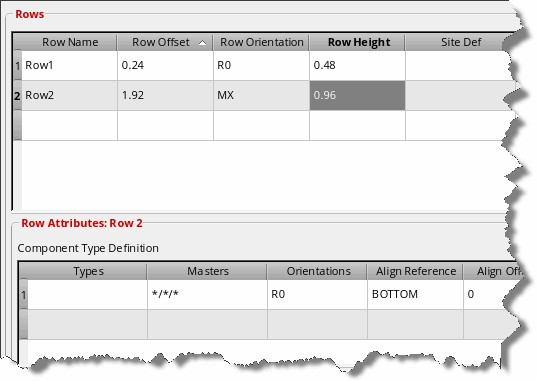 Rows
Row Name Row Offset Row Orientation Row Height Site Def
1 Row1 0.24 R0 0.48
2 Row2 1.92 MX 0.96
Row Attributes: Row 2
Component Type Definition
Types Masters Orientations Align Reference Align Off
1 */*/* R0 BOTTOM 0